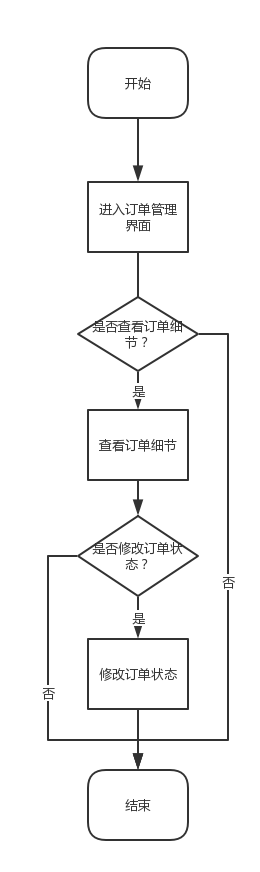 开始
进入订单管理
界面
是否查看订单细
节？
是
查看订单细节
是否修改订单状
态？
否
是
修改订单状态
否
结束